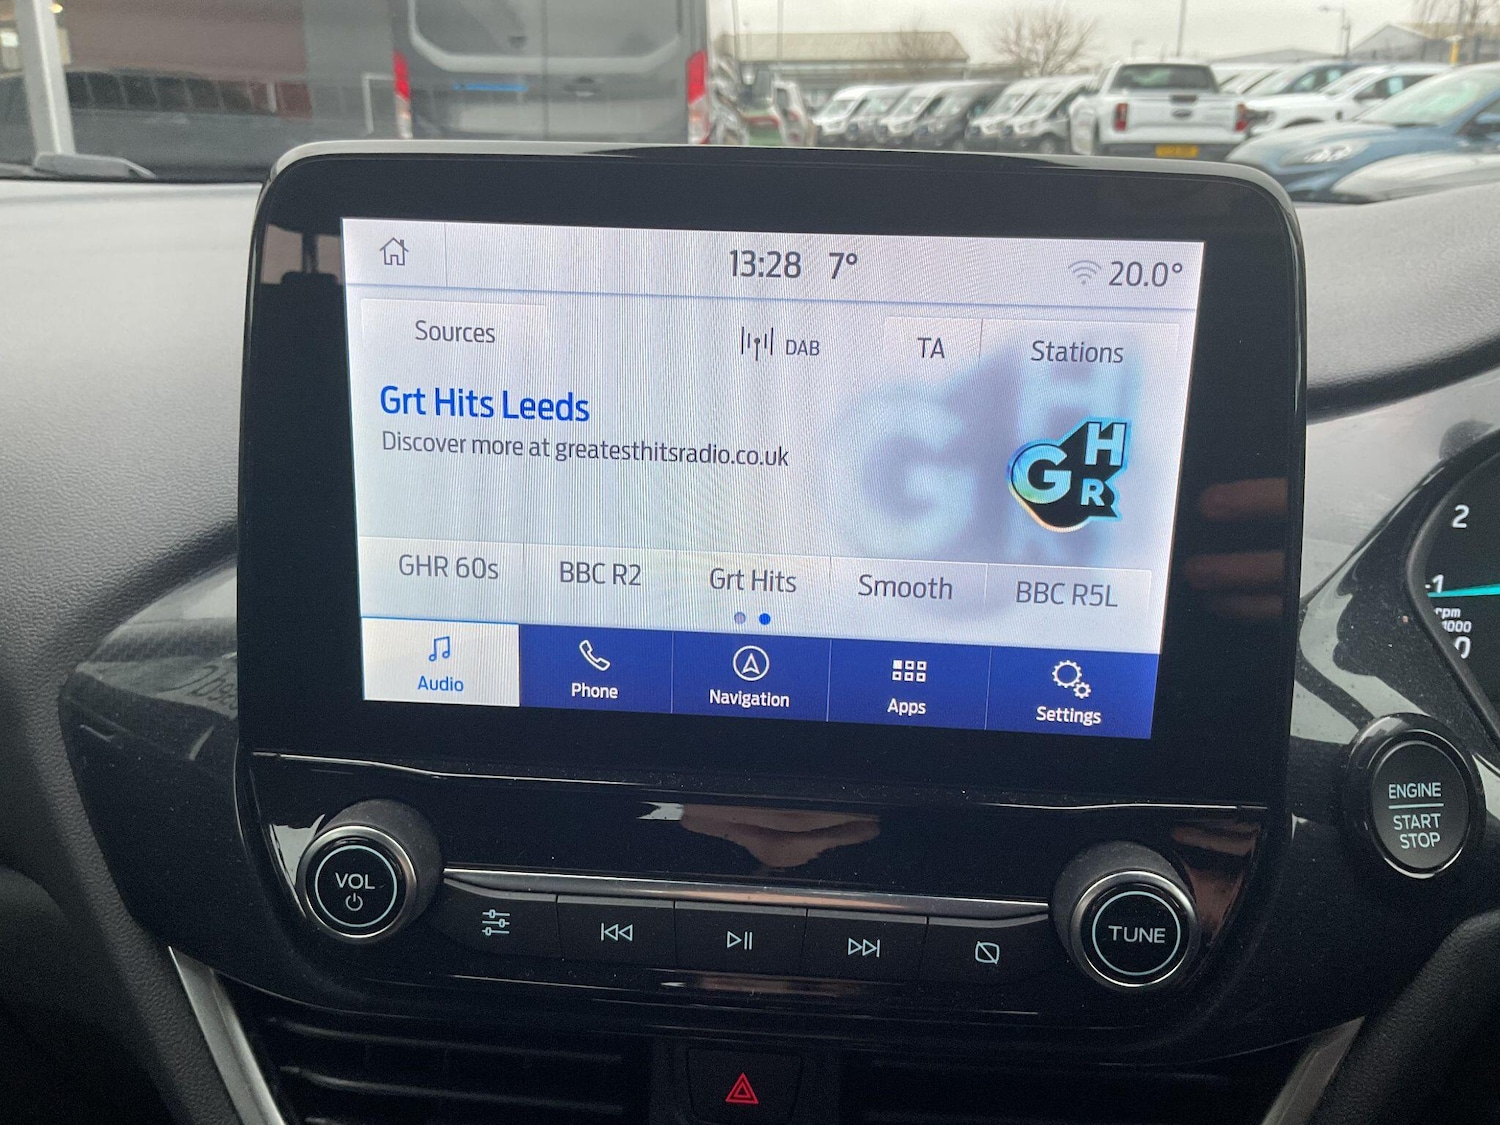 13:28 7° 20.0°
Sources DAB TA Stations
Grt Hits Leeds
Discover more at greatesthitsradio.co.uk
G H R
GHR 60s BBC R2 Grt Hits Smooth BBC R5L
Audio Phone Navigation Apps Settings
VOL
TUNE
ENGINE
START
STOP
2
1
rpm
1000
0